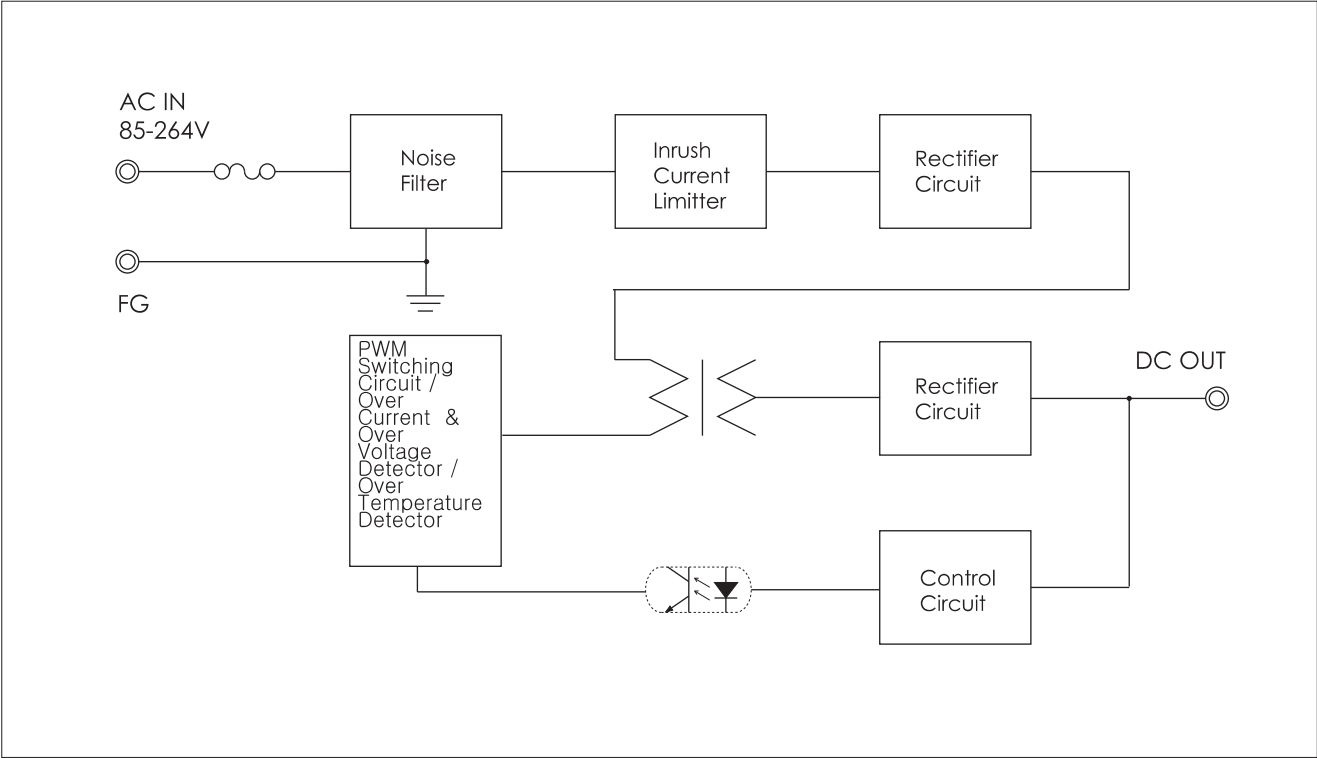 AC IN
85-264V
Noise
Filter
Inrush
Current
Limitter
Rectifier
Circuit
FG
PWM
Switching
Circuit /
Over
Current &
Over
Voltage
Detector /
Over
Temperature
Detector
Rectifier
Circuit
DC OUT
Control
Circuit